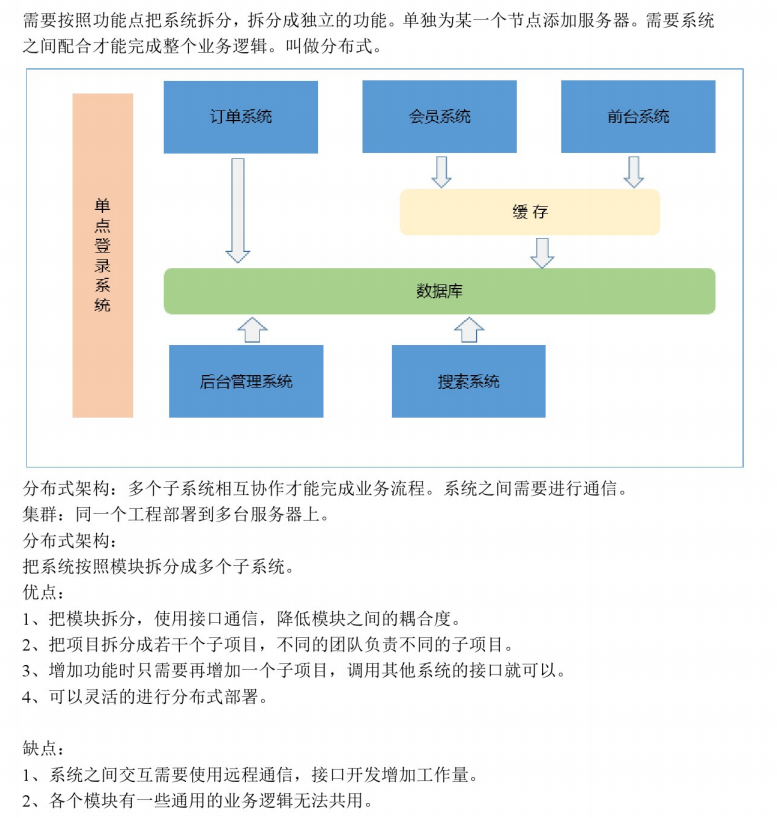 需要按照功能点把系统拆分，拆分成独立的功能。单独为某一个节点添加服务器。需要系统
之间配合才能完成整个业务逻辑。叫做分布式。
订单系统
会员系统
前台系统
单点登录系统
缓 存
数据库
后台管理系统
搜索系统
分布式架构：多个子系统相互协作才能完成业务流程。系统之间需要进行通信。
集群：同一个工程部署到多台服务器上。
分布式架构：
把系统按照模块拆分成多个子系统。
优点：
1、把模块拆分，使用接口通信，降低模块之间的耦合度。
2、把项目拆分成若干个子项目，不同的团队负责不同的子项目。
3、增加功能时只需要再增加一个子项目，调用其他系统的接口就可以。
4、可以灵活的进行分布式部署。
缺点：
1、系统之间交互需要使用远程通信，接口开发增加工作量。
2、各个模块有一些通用的业务逻辑无法共用。